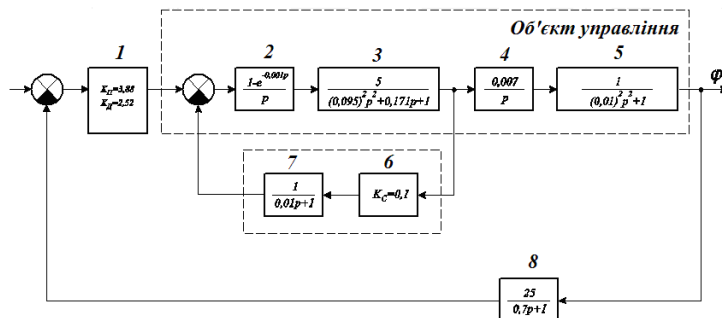 Об'єкт управління
1
2
3
4
5
K_П=3,88
K_Д=2,52
1-e^{-0.001p}
p
5
(0,095)^2 p^2+0,171p+1
0,007
p
1
(0,01)^2 p^2+1
φ
7
6
1
0,01p+1
K_C=0,1
8
25
0,7p+1